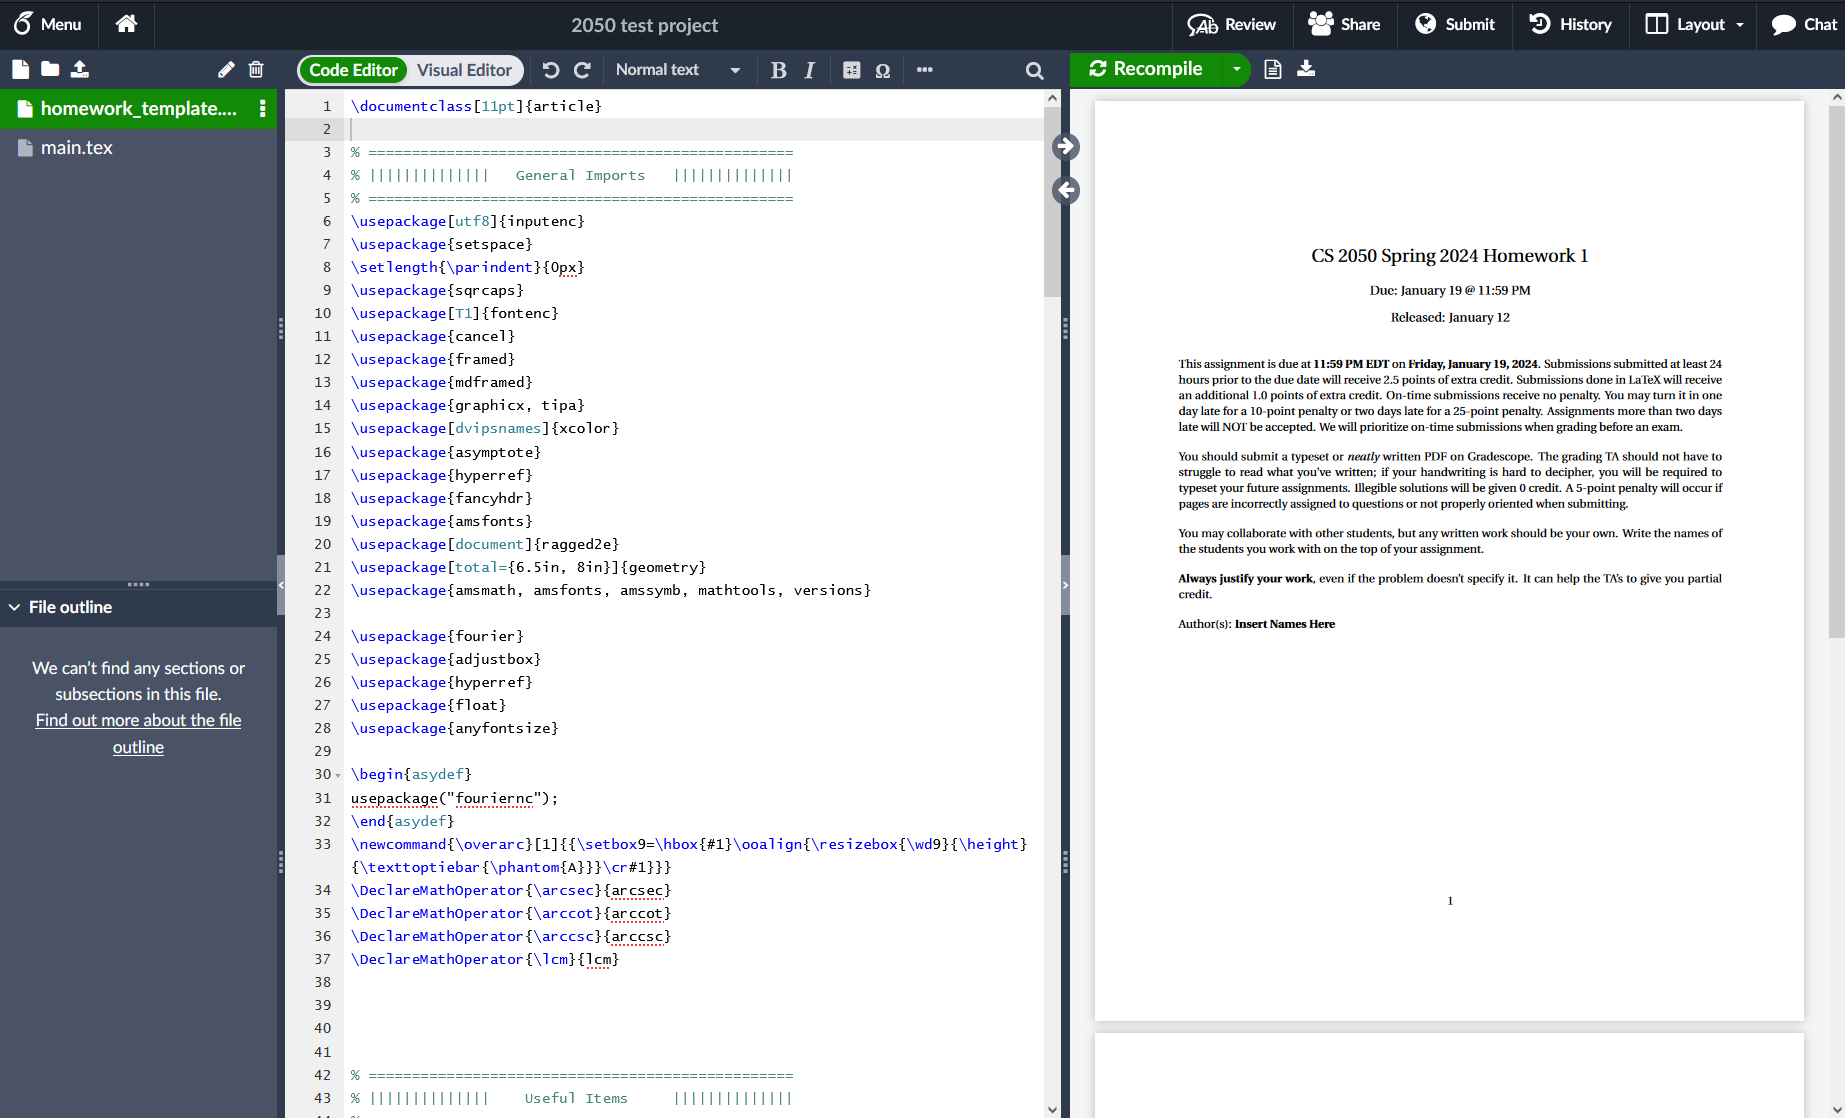 Menu
2050 test project
Review
Share
Submit
History
Layout
Chat
Code Editor
Visual Editor
Normal text
B I
Ω
Recompile
homework_template....
main.tex
File outline
We can't find any sections or
subsections in this file.
Find out more about the file
outline
1 \documentclass[11pt]{article}
2
3 % =================================================
4 % |||||||||||||| General Imports ||||||||||||||
5 % =================================================
6 \usepackage[utf8]{inputenc}
7 \usepackage{setspace}
8 \setlength{\parindent}{0px}
9 \usepackage{sqrcaps}
10 \usepackage[T1]{fontenc}
11 \usepackage{cancel}
12 \usepackage{framed}
13 \usepackage{mdframed}
14 \usepackage{graphicx, tipa}
15 \usepackage[dvipsnames]{xcolor}
16 \usepackage{asymptote}
17 \usepackage{hyperref}
18 \usepackage{fancyhdr}
19 \usepackage{amsfonts}
20 \usepackage[document]{ragged2e}
21 \usepackage[total={6.5in, 8in}]{geometry}
22 \usepackage{amsmath, amsfonts, amssymb, mathtools, versions}
23
24 \usepackage{fourier}
25 \usepackage{adjustbox}
26 \usepackage{hyperref}
27 \usepackage{float}
28 \usepackage{anyfontsize}
29
30 \begin{asydef}
31 usepackage("fouriernc");
32 \end{asydef}
33 \newcommand{\overarc}[1]{{\setbox9=\hbox{#1}\ooalign{\resizebox{\wd9}{\height}
{\texttoptiebar{\phantom{A}}}\cr#1}}}
34 \DeclareMathOperator{\arcsec}{arcsec}
35 \DeclareMathOperator{\arccot}{arccot}
36 \DeclareMathOperator{\arccsc}{arccsc}
37 \DeclareMathOperator{\lcm}{lcm}
38
39
40
41
42 % =================================================
43 % |||||||||||||| Useful Items ||||||||||||||
CS 2050 Spring 2024 Homework 1
Due: January 19 @ 11:59 PM
Released: January 12
This assignment is due at 11:59 PM EDT on Friday, January 19, 2024. Submissions submitted at least 24
hours prior to the due date will receive 2.5 points of extra credit. Submissions done in LaTeX will receive
an additional 1.0 points of extra credit. On-time submissions receive no penalty. You may turn it in one
day late for a 10-point penalty or two days late for a 25-point penalty. Assignments more than two days
late will NOT be accepted. We will prioritize on-time submissions when grading before an exam.
You should submit a typeset or neatly written PDF on Gradescope. The grading TA should not have to
struggle to read what you've written; if your handwriting is hard to decipher, you will be required to
typeset your future assignments. Illegible solutions will be given 0 credit. A 5-point penalty will occur if
pages are incorrectly assigned to questions or not properly oriented when submitting.
You may collaborate with other students, but any written work should be your own. Write the names of
the students you work with on the top of your assignment.
Always justify your work, even if the problem doesn't specify it. It can help the TA's to give you partial
credit.
Author(s): Insert Names Here
1